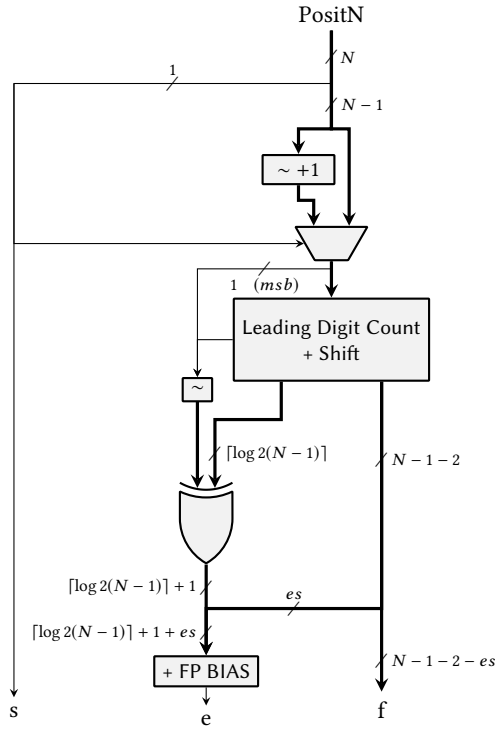 PositN
N
1
N − 1
∼ +1
1 (msb)
Leading Digit Count
+ Shift
∼
⌈log 2(N − 1)⌉
N − 1 − 2
⌈log 2(N − 1)⌉ + 1
es
⌈log 2(N − 1)⌉ + 1 + es
N − 1 − 2 − es
+ FP BIAS
s
e
f